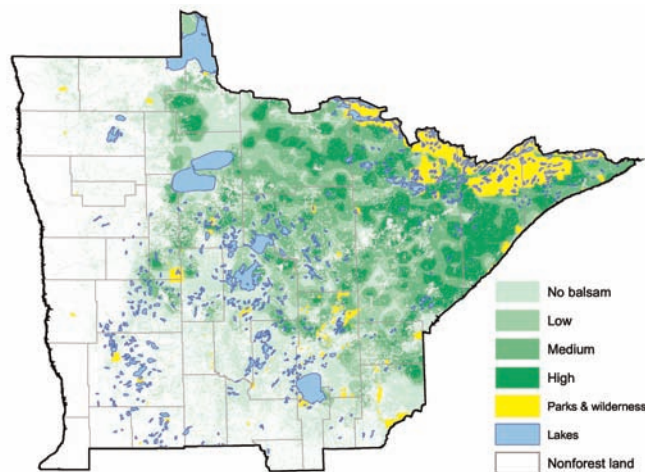 No balsam
Low
Medium
High
Parks & wilderness
Lakes
Nonforest land